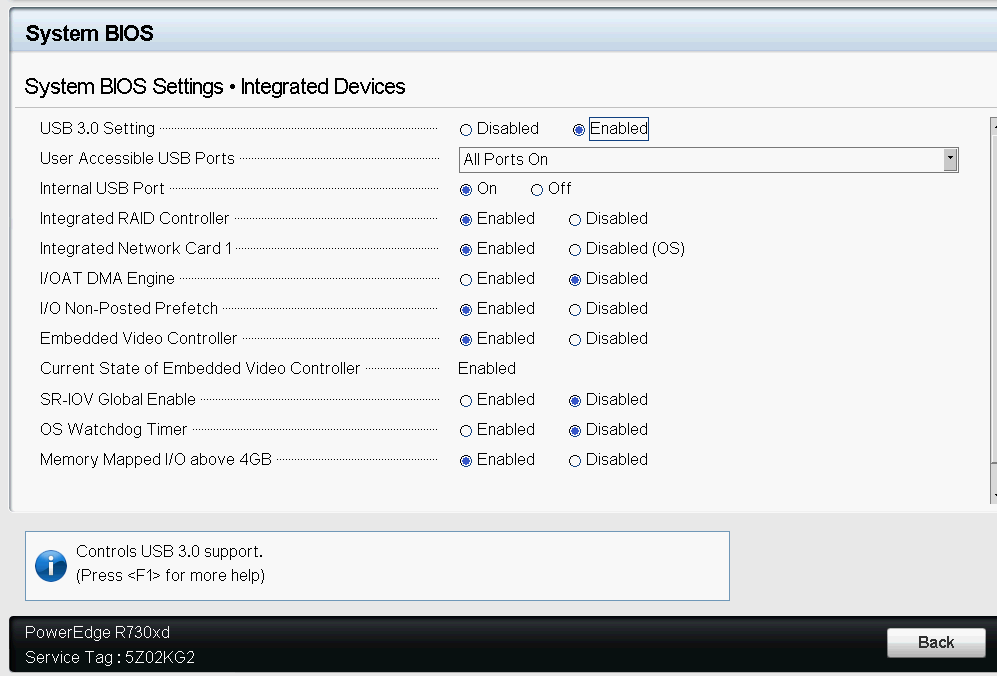 System BIOS
System BIOS Settings • Integrated Devices
USB 3.0 Setting Disabled Enabled
User Accessible USB Ports All Ports On
Internal USB Port On Off
Integrated RAID Controller Enabled Disabled
Integrated Network Card 1 Enabled Disabled (OS)
I/OAT DMA Engine Enabled Disabled
I/O Non-Posted Prefetch Enabled Disabled
Embedded Video Controller Enabled Disabled
Current State of Embedded Video Controller Enabled
SR-IOV Global Enable Enabled Disabled
OS Watchdog Timer Enabled Disabled
Memory Mapped I/O above 4GB Enabled Disabled
Controls USB 3.0 support.
(Press <F1> for more help)
PowerEdge R730xd
Service Tag : 5Z02KG2
Back